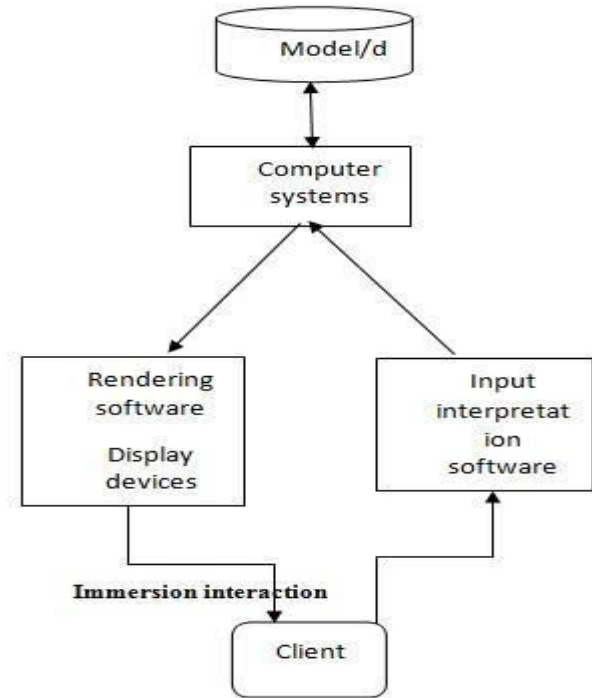 Model/d
Computer
systems
Rendering
software
Display
devices
Input
interpretat
ion
software
Immersion interaction
Client